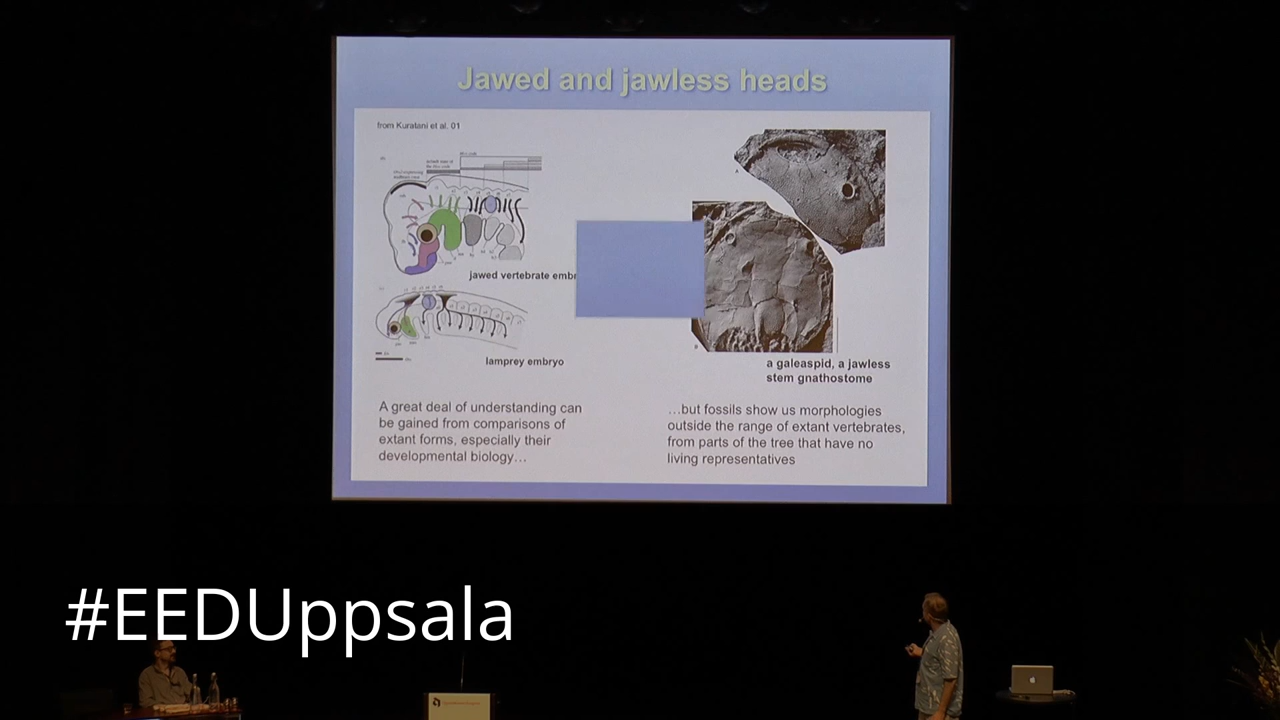 Jawed and jawless heads
from Kuratani et al. 01
jawed vertebrate embr
lamprey embryo
a galeaspid, a jawless
stem gnathostome
A great deal of understanding can
be gained from comparisons of
extant forms, especially their
developmental biology…
…but fossils show us morphologies
outside the range of extant vertebrates,
from parts of the tree that have no
living representatives
#EEDUppsala